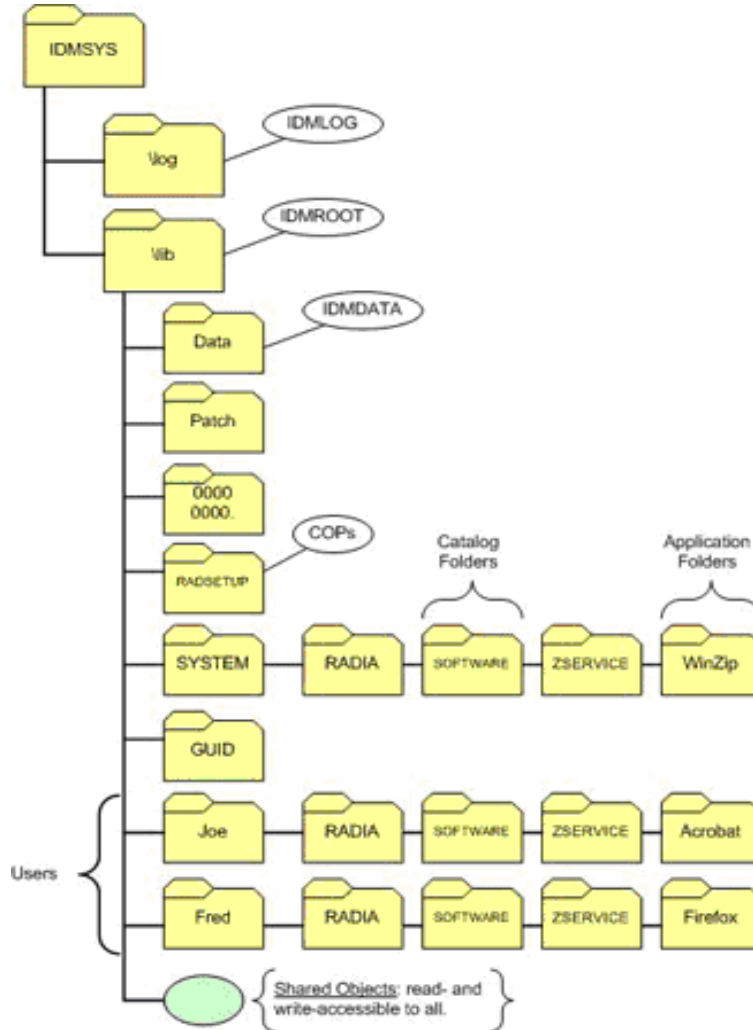 IDMSYS
IDMLOG
\log
IDMROOT
\lib
IDMDATA
Data
Patch
0000
0000.
COPs
RADSETUP
Catalog
Folders
Application
Folders
SYSTEM
RADIA
SOFTWARE
ZSERVICE
WinZip
GUID
Users
Joe
RADIA
SOFTWARE
ZSERVICE
Acrobat
Fred
RADIA
SOFTWARE
ZSERVICE
Firefox
Shared Objects: read- and
write-accessible to all.